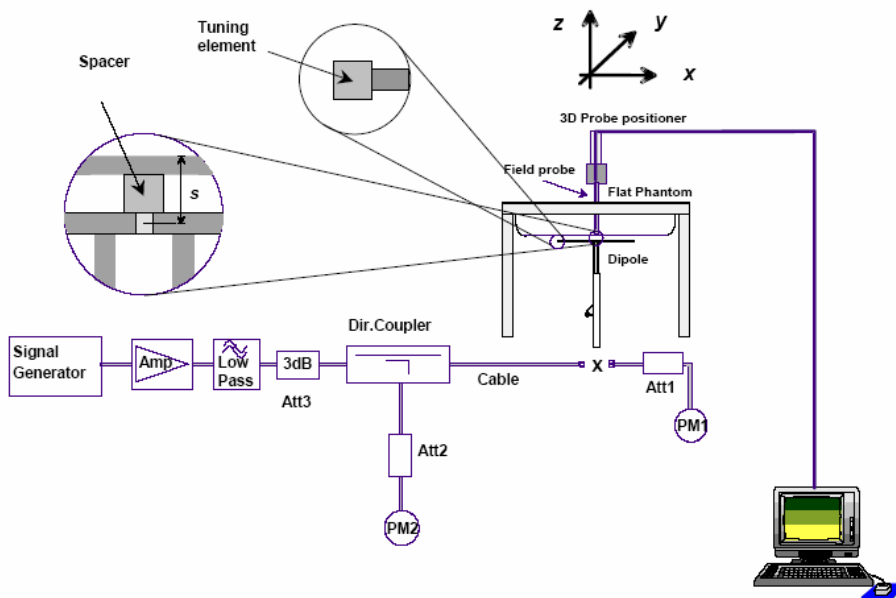 Tuning
element
z
y
x
Spacer
3D Probe positioner
Field probe
Flat Phantom
s
Dipole
Dir.Coupler
Signal
Generator
Amp
Low
Pass
3dB
Att3
Cable
X
Att1
PM1
Att2
PM2